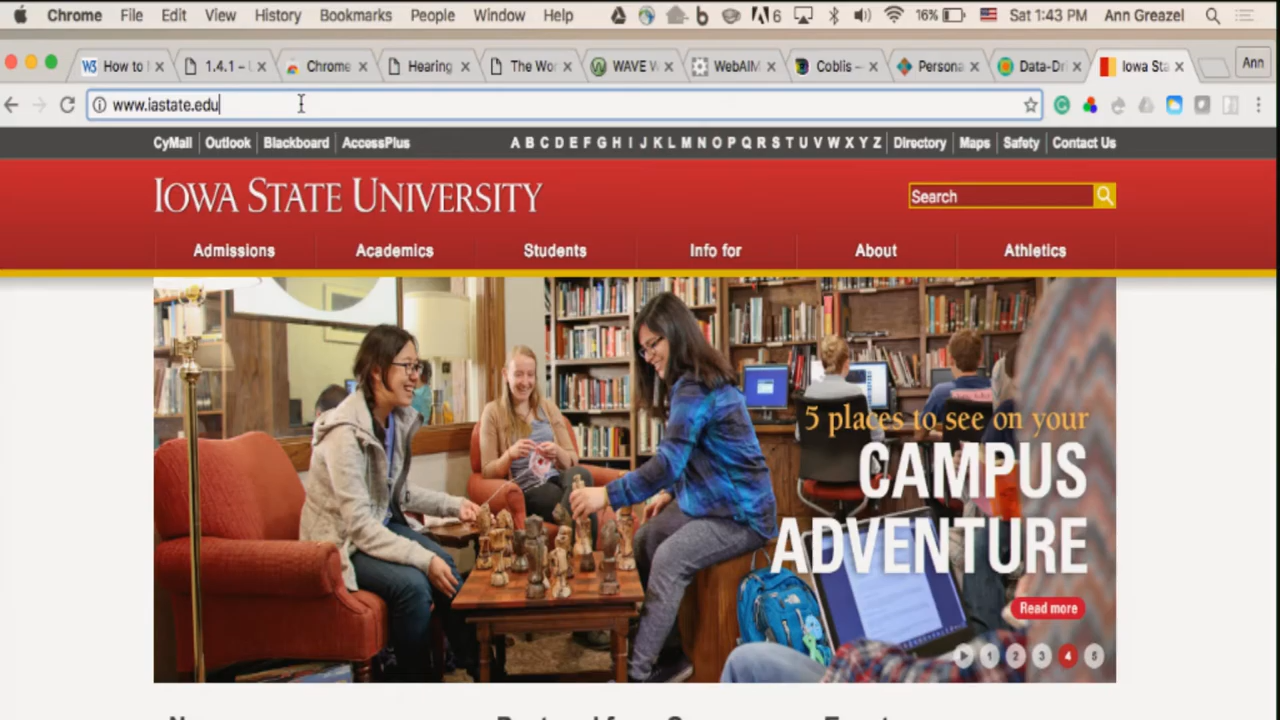 Chrome File Edit View History Bookmarks People Window Help 6 16% Sat 1:43 PM Ann Greazel
W3 How to 1.4.1 – Chrome Hearing The Wor WAVE W WebAIM Coblis – Persona Data-Dri Iowa Sta Ann
www.iastate.edu
CyMail Outlook Blackboard AccessPlus A B C D E F G H I J K L M N O P Q R S T U V W X Y Z Directory Maps Safety Contact Us
IOWA STATE UNIVERSITY Search
Admissions Academics Students Info for About Athletics
5 places to see on your
CAMPUS
ADVENTURE
Read more
1 2 3 4 5